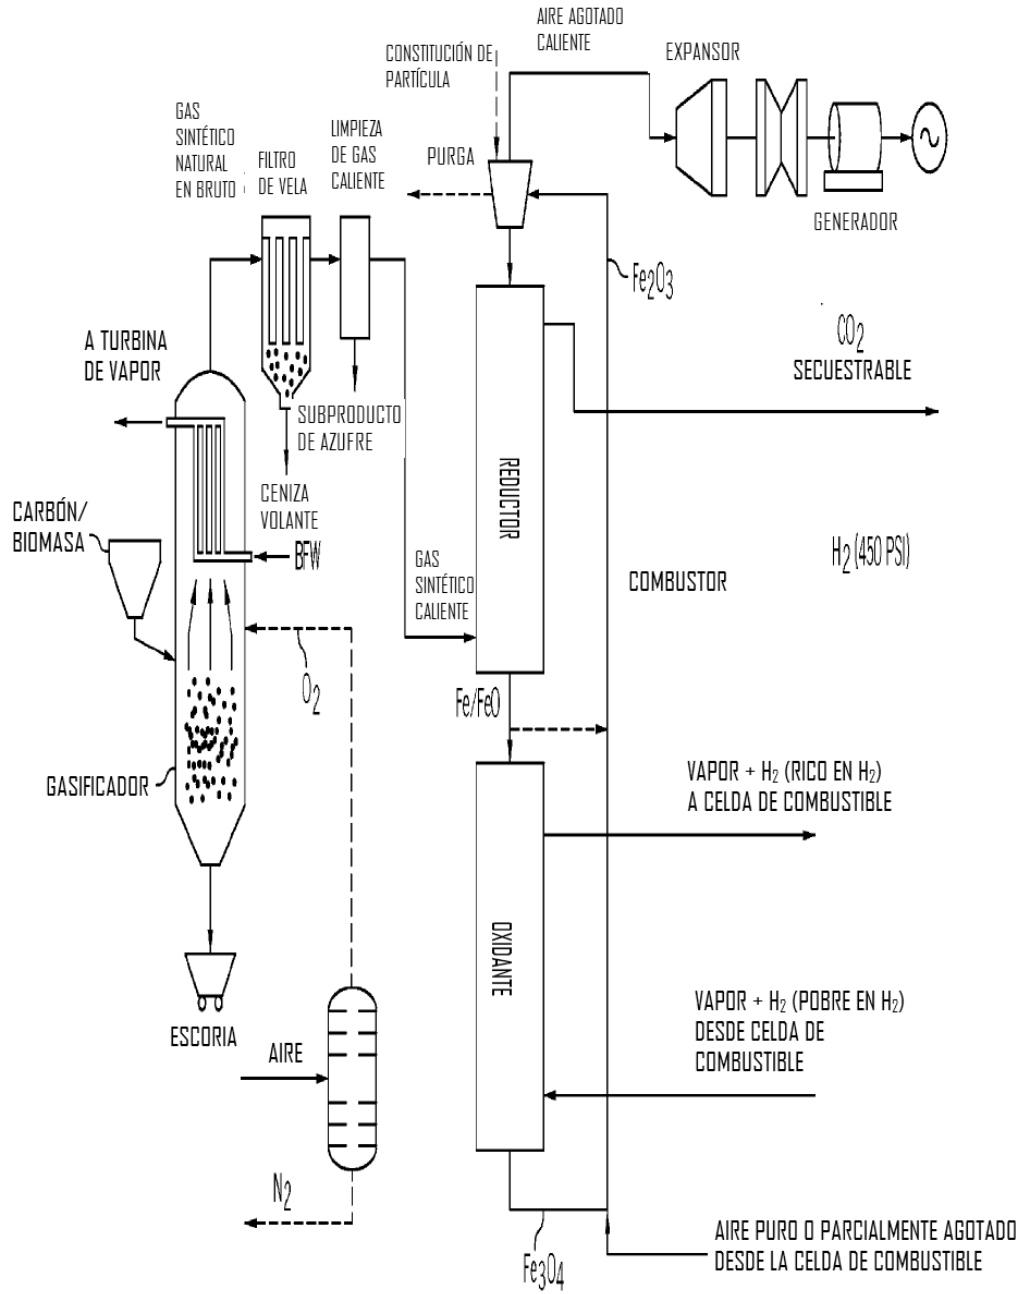 AIRE AGOTADO
CALIENTE
CONSTITUCIÓN DE
PARTÍCULA
EXPANSOR
GAS
SINTÉTICO
NATURAL
EN BRUTO
FILTRO
DE VELA
LIMPIEZA
DE GAS
CALIENTE
PURGA
GENERADOR
Fe2O3
CO2
SECUESTRABLE
A TURBINA
DE VAPOR
SUBPRODUCTO
DE AZUFRE
CENIZA
VOLANTE
REDUCTOR
CARBÓN/
BIOMASA
BFW
GAS
SINTÉTICO
CALIENTE
COMBUSTOR
H2 (450 PSI)
O2
Fe/FeO
GASIFICADOR
VAPOR + H2 (RICO EN H2)
A CELDA DE COMBUSTIBLE
OXIDANTE
VAPOR + H2 (POBRE EN H2)
DESDE CELDA DE
COMBUSTIBLE
ESCORIA
AIRE
N2
Fe3O4
AIRE PURO O PARCIALMENTE AGOTADO
DESDE LA CELDA DE COMBUSTIBLE